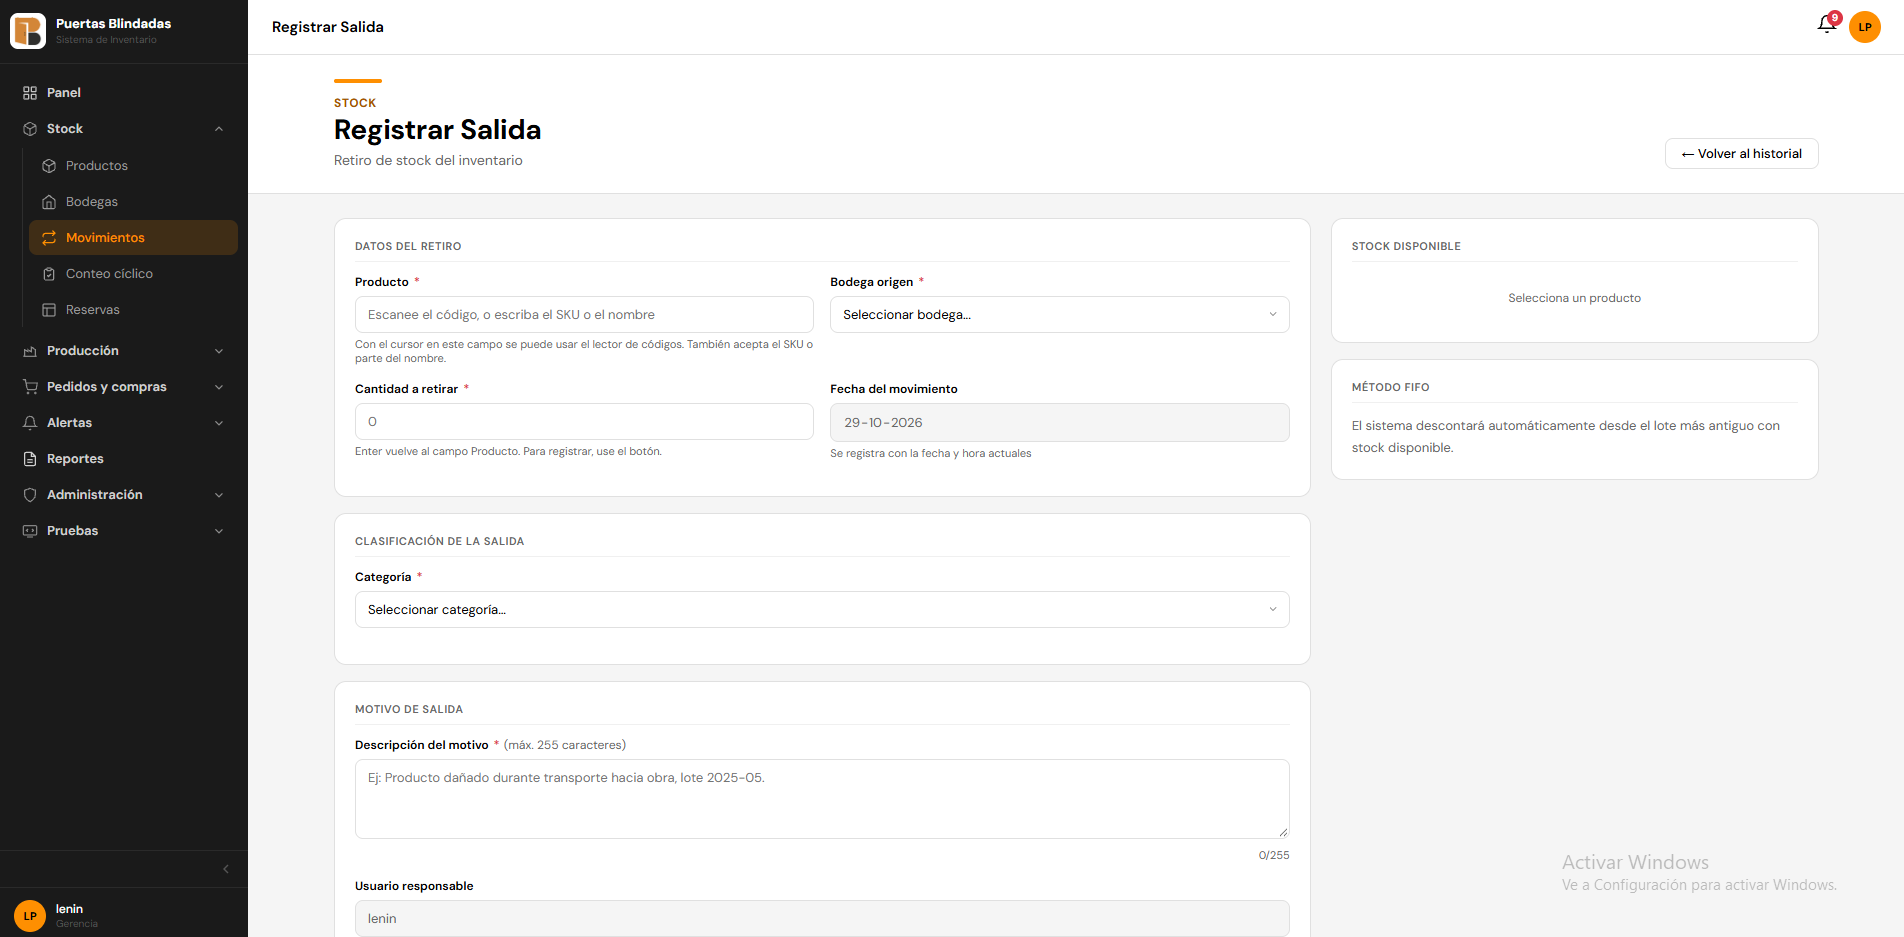 Puertas Blindadas
Sistema de Inventario
Panel
Stock
Productos
Bodegas
Movimientos
Conteo cíclico
Reservas
Producción
Pedidos y compras
Alertas
Reportes
Administración
Pruebas
LP
lenin
Gerencia
Registrar Salida
9
LP
STOCK
Registrar Salida
Retiro de stock del inventario
← Volver al historial
DATOS DEL RETIRO
Producto *
Escanee el código, o escriba el SKU o el nombre
Con el cursor en este campo se puede usar el lector de códigos. También acepta el SKU o
parte del nombre.
Bodega origen *
Seleccionar bodega...
Cantidad a retirar *
0
Enter vuelve al campo Producto. Para registrar, use el botón.
Fecha del movimiento
29-10-2026
Se registra con la fecha y hora actuales
CLASIFICACIÓN DE LA SALIDA
Categoría *
Seleccionar categoría...
MOTIVO DE SALIDA
Descripción del motivo * (máx. 255 caracteres)
Ej: Producto dañado durante transporte hacia obra, lote 2025-05.
0/255
Usuario responsable
lenin
STOCK DISPONIBLE
Selecciona un producto
MÉTODO FIFO
El sistema descontará automáticamente desde el lote más antiguo con
stock disponible.
Activar Windows
Ve a Configuración para activar Windows.